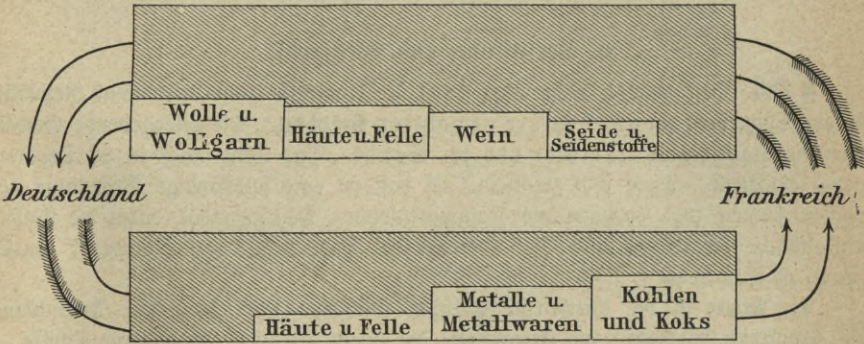 Wolle u.
Wollgarn
Häute u. Felle
Wein
Seide u.
Seidenstoffe
Deutschland
Frankreich
Häute u Felle
Metalle u.
Metallwaren
Kohlen
und Koks